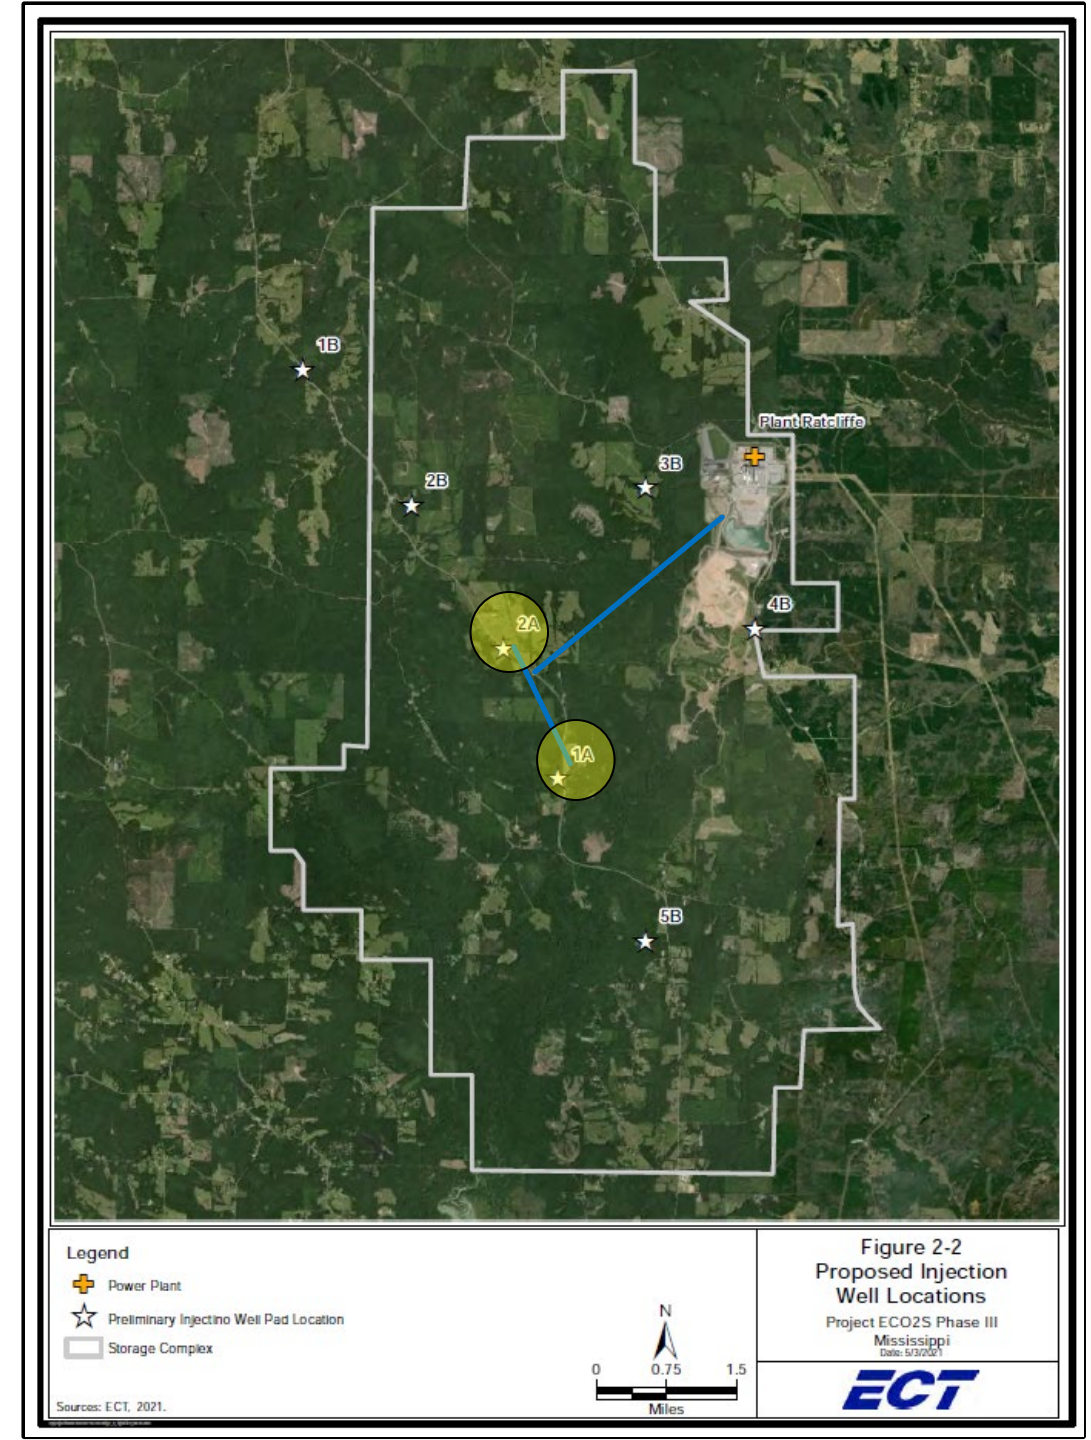 1B
Plant Ratcliffe
3B
2B
4B
2A
1A
5B
Legend
Power Plant
Preliminary Injectino Well Pad Location
Storage Complex
Sources: ECT, 2021.
N
0 0.75 1.5
Miles
Figure 2-2
Proposed Injection
Well Locations
Project ECO2S Phase III
Mississippi
Date: 5/3/2021
ECT